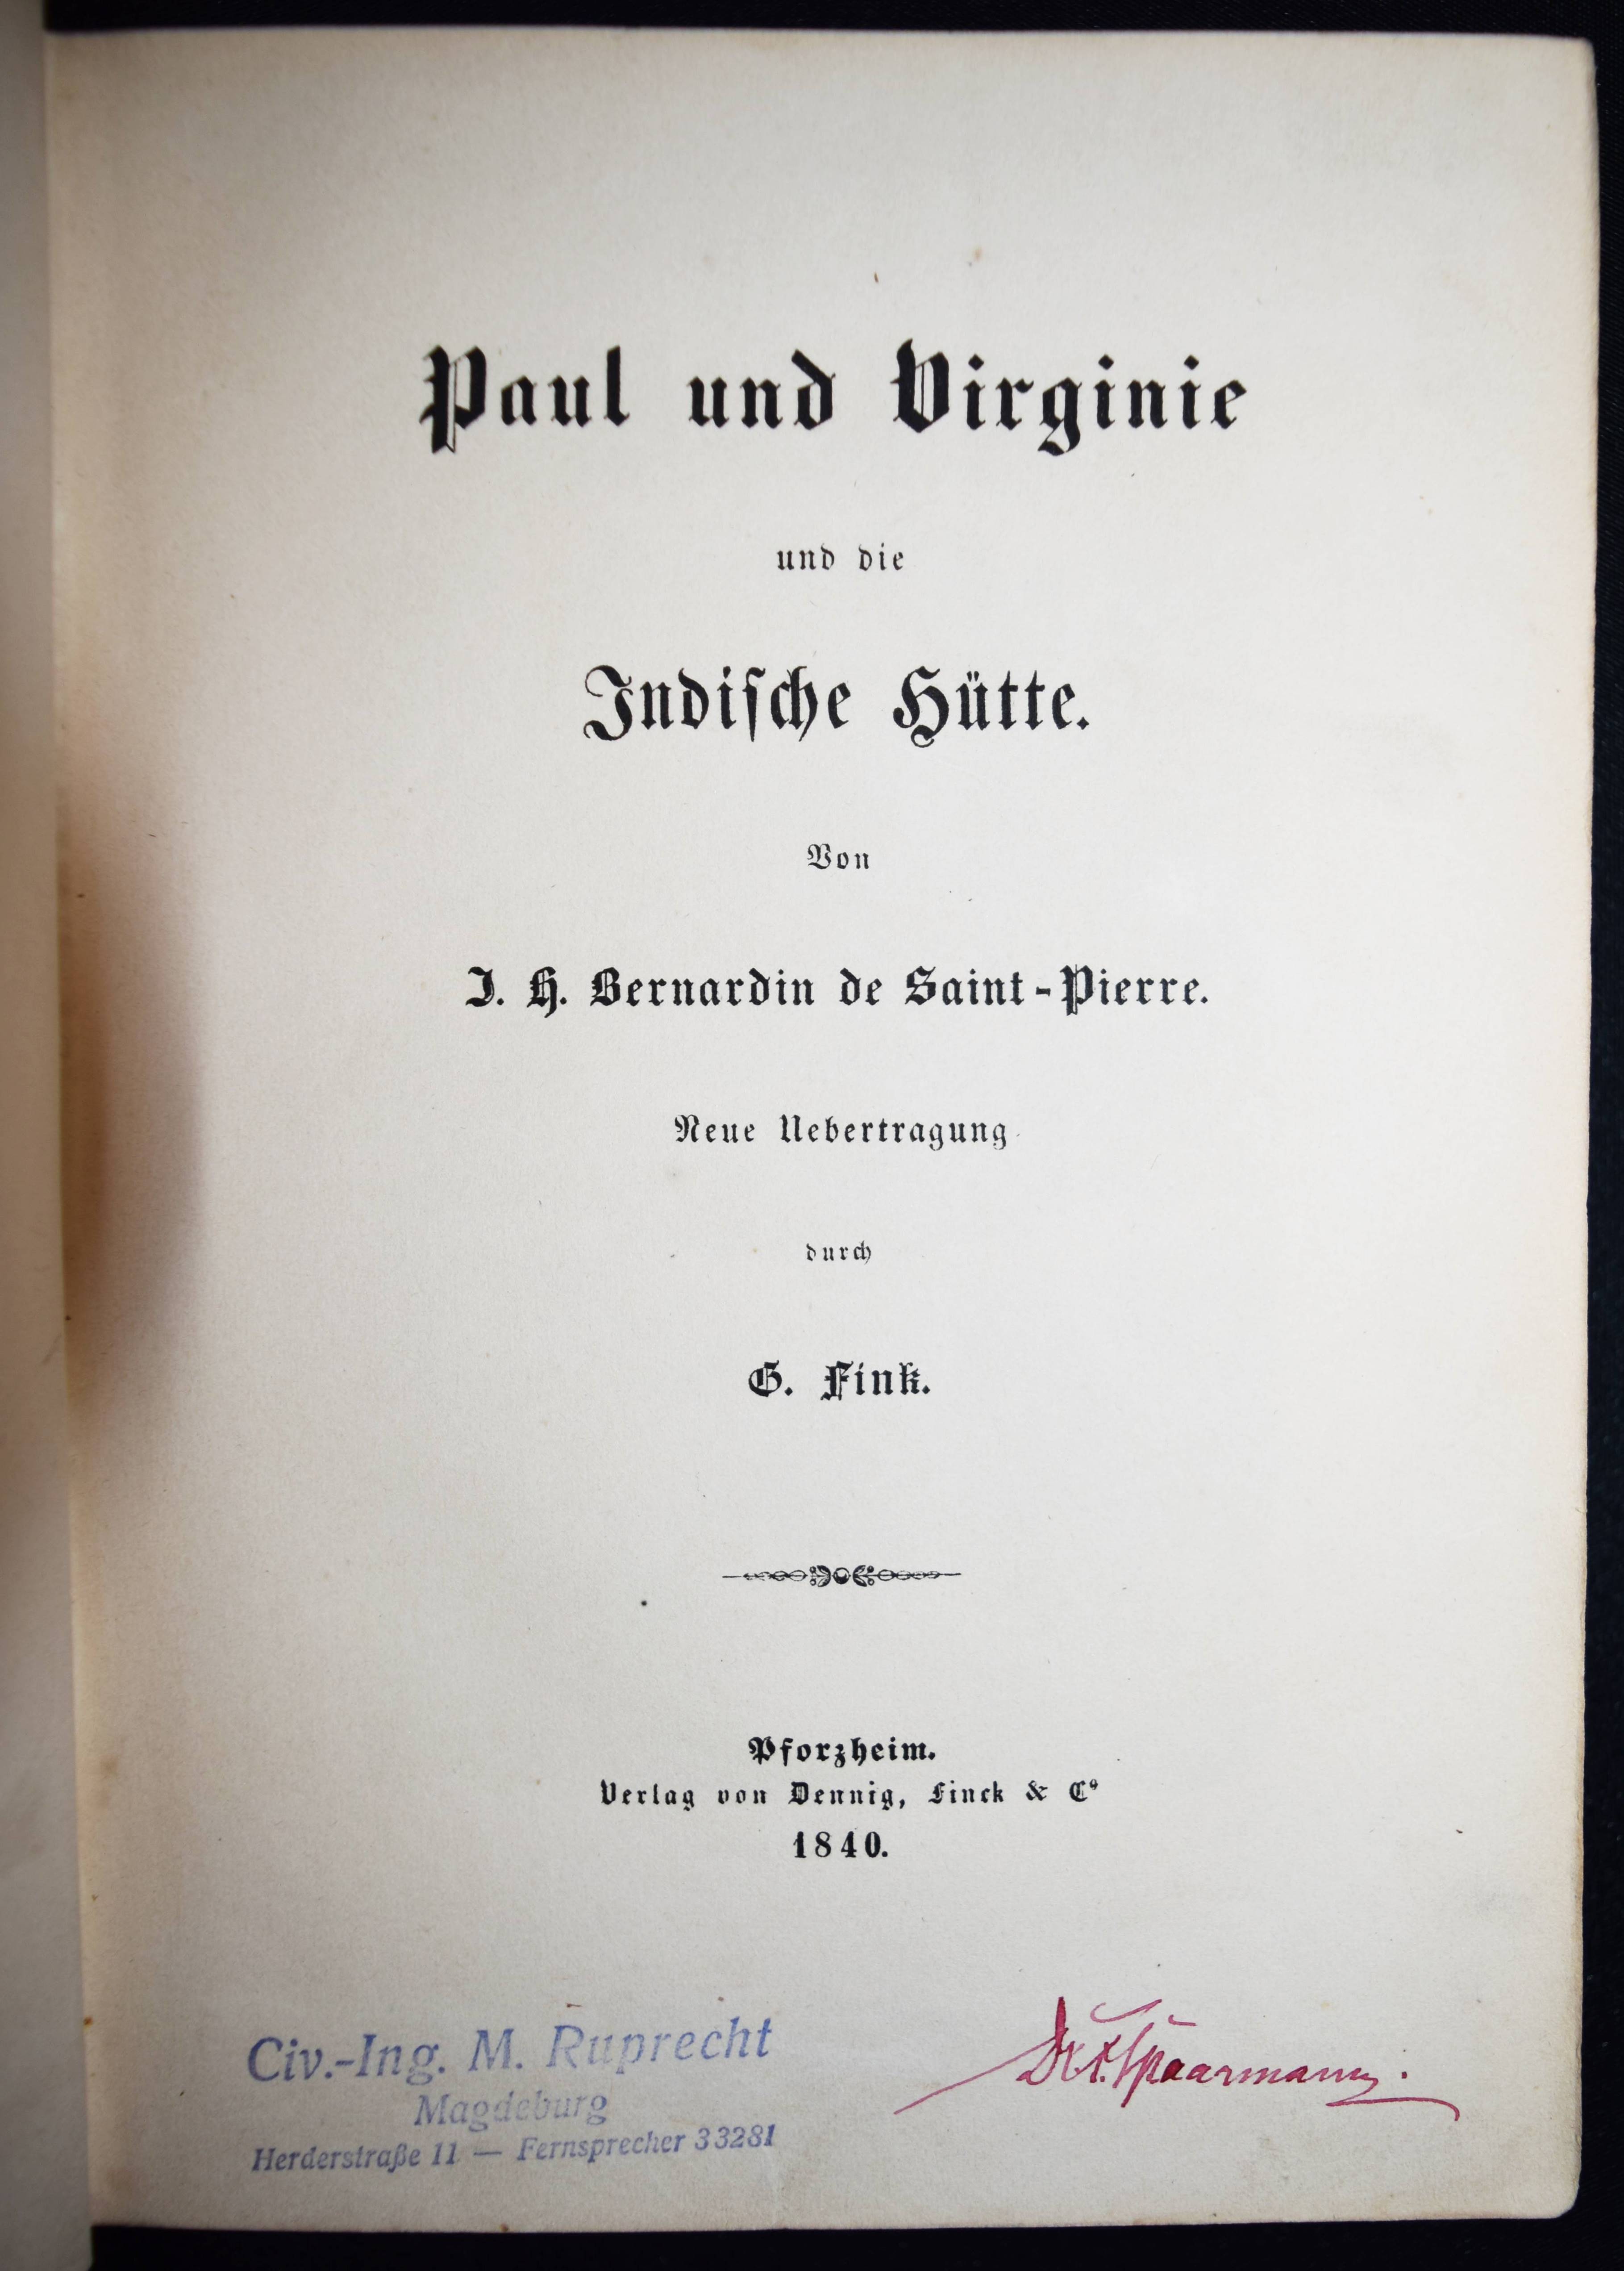 Paul und Virginie
und die
Indische Hütte.
Von
J. H. Bernardin de Saint-Pierre.
Neue Uebertragung
durch
G. Fink.
Pforzheim.
Verlag von Dennig, Finck & Cº
1840.
Civ.-Ing. M. Ruprecht
Magdeburg
Herderstraße 11 — Fernsprecher 33281
Spaarmann.